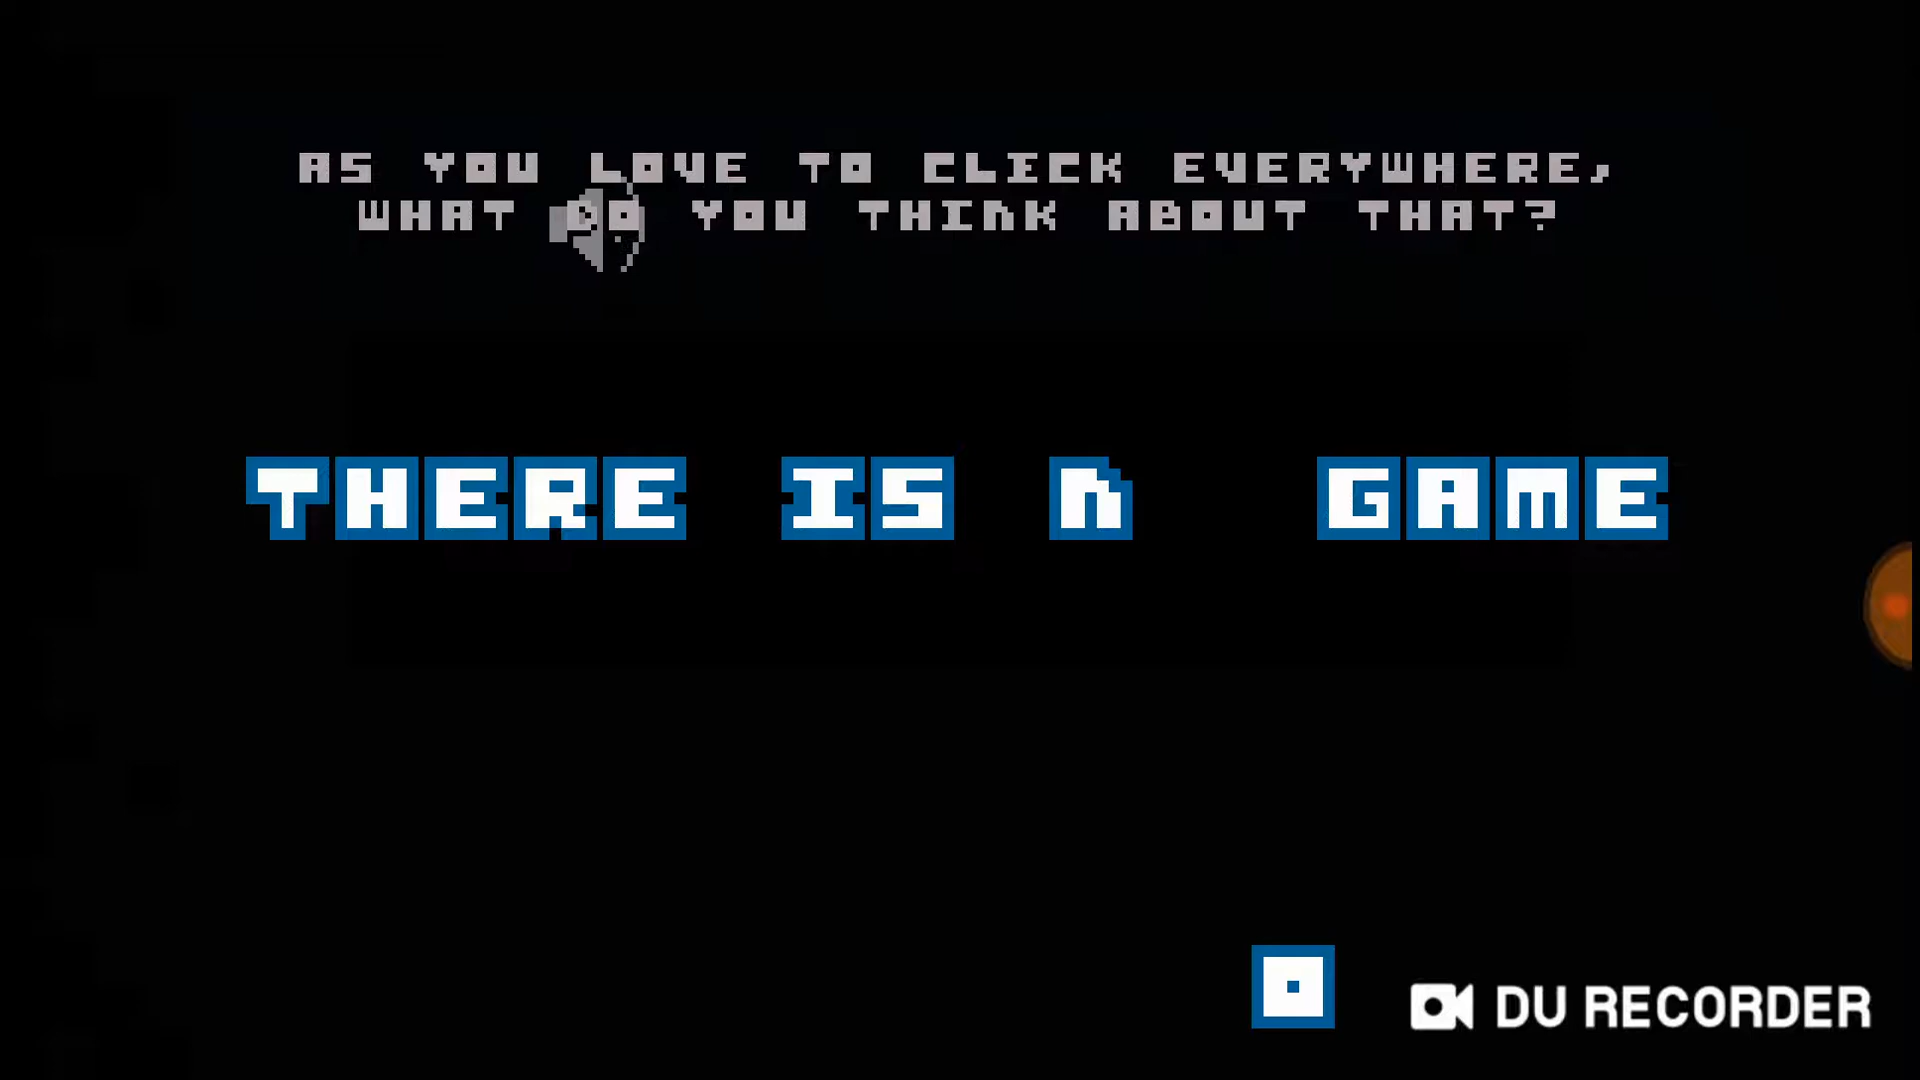 AS YOU LOVE TO CLICK EVERYWHERE,
WHAT DO YOU THINK ABOUT THAT?
THERE IS N GAME
O
DU RECORDER